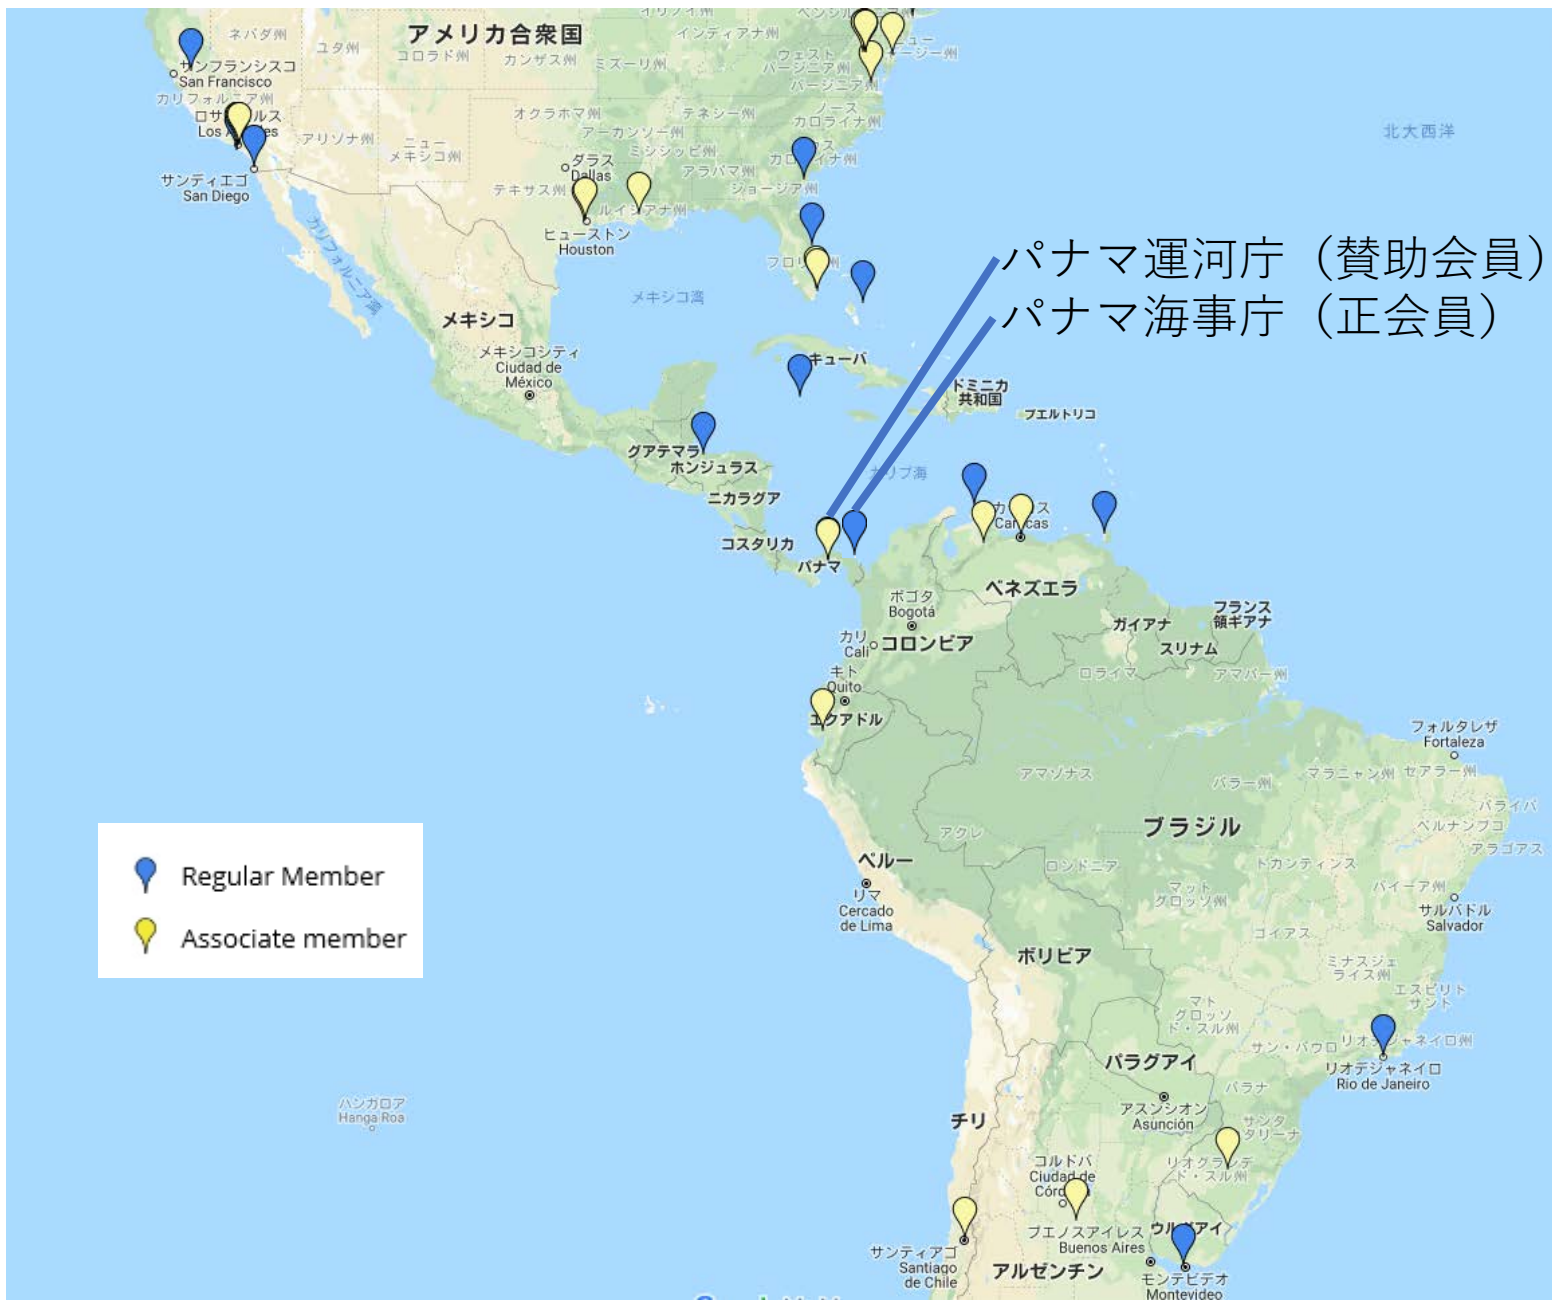 アメリカ合衆国
ネバダ州
ユタ州
コロラド州
カンザス州
ミズーリ州
インディアナ州
サンフランシスコ
San Francisco
カリフォルニア州
アリゾナ州
ニュー
メキシコ州
オクラホマ州
アーカンソー州
テネシー州
ミシシッピ州
アラバマ州
ジョージア州
ウェスト
バージニア州
バージニア州
ノース
カロライナ州
北大西洋
サンディエゴ
San Diego
ダラス
Dallas
テキサス州
ルイジアナ州
ヒューストン
Houston
カリフォルニア湾
メキシコ湾
パナマ運河庁（賛助会員）
パナマ海事庁（正会員）
メキシコ
メキシコシティ
Ciudad de
México
キューバ
ドミニカ
共和国
プエルトリコ
グアテマラ
ホンジュラス
ニカラグア
カリブ海
コスタリカ
パナマ
Caracas
ベネズエラ
ボゴタ
Bogotá
カリ
Cali
コロンビア
ガイアナ
スリナム
フランス
領ギアナ
ロライマ
アマパー州
キト
Quito
エクアドル
フォルタレザ
Fortaleza
アマゾナス
パラー州
マラニャン州
セアラー州
パライバ
ペルナンブコ
アラゴアス
アクレ
ブラジル
ペルー
ロンドニア
トカンティンス
リマ
Cercado
de Lima
マット
グロッソ州
バイーア州
サルバドル
Salvador
ゴイアス
ボリビア
ミナスジェ
ライス州
エスピリト
サント
マト
グロッソ
ド・スル州
Regular Member
Associate member
サン・パウロ
リオデジャネイロ州
リオデジャネイロ
Rio de Janeiro
パラグアイ
パラナ
アスンシオン
Asunción
ハンガロア
Hanga Roa
チリ
サンタ
カタリーナ
コルドバ
Ciudad de
Córdoba
リオグランデ
ド・スル州
サンティアゴ
Santiago
de Chile
ブエノスアイレス
Buenos Aires
ウルグアイ
アルゼンチン
モンテビデオ
Montevideo